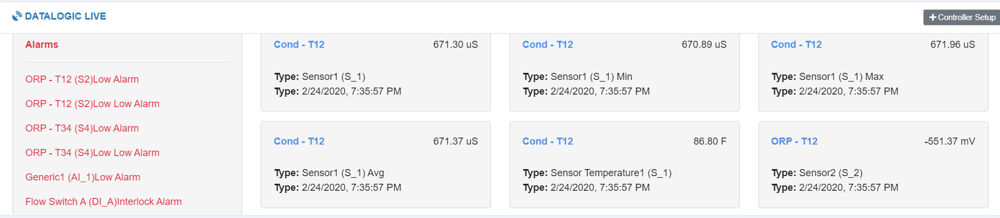 DATALOGIC LIVE
Controller Setup
Alarms
ORP - T12 (S2)Low Alarm
ORP - T12 (S2)Low Low Alarm
ORP - T34 (S4)Low Alarm
ORP - T34 (S4)Low Low Alarm
Generic1 (AI_1)Low Alarm
Flow Switch A (DI_A)Interlock Alarm
Cond - T12 671.30 uS
Type: Sensor1 (S_1)
Type: 2/24/2020, 7:35:57 PM
Cond - T12 670.89 uS
Type: Sensor1 (S_1) Min
Type: 2/24/2020, 7:35:57 PM
Cond - T12 671.96 uS
Type: Sensor1 (S_1) Max
Type: 2/24/2020, 7:35:57 PM
Cond - T12 671.37 uS
Type: Sensor1 (S_1) Avg
Type: 2/24/2020, 7:35:57 PM
Cond - T12 86.80 F
Type: Sensor Temperature1 (S_1)
Type: 2/24/2020, 7:35:57 PM
ORP - T12 -551.37 mV
Type: Sensor2 (S_2)
Type: 2/24/2020, 7:35:57 PM